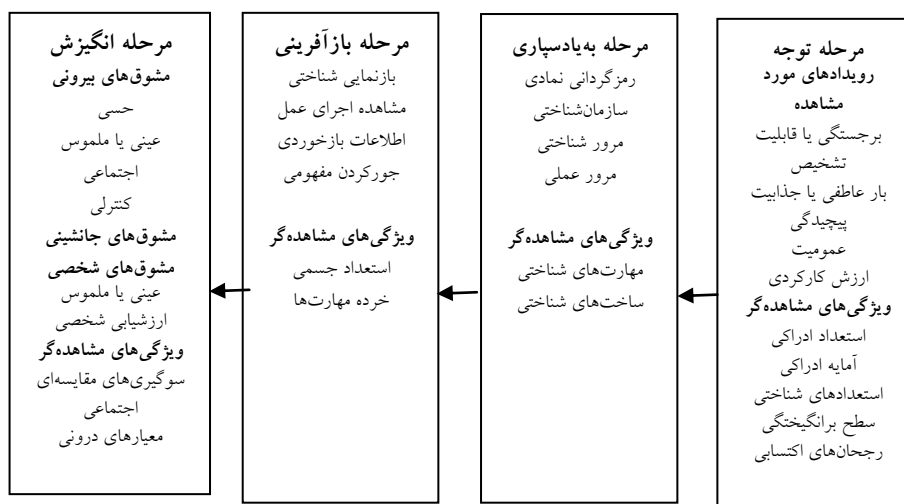 مرحله توجه
رویدادهای مورد
مشاهده
برجستگی یا قابلیت
تشخیص
بار عاطفی یا جذابیت
پیچیدگی
عمومیت
ارزش کارکردی
ویژگی‌های مشاهده‌گر
استعداد ادراکی
آمایه ادراکی
استعدادهای شناختی
سطح برانگیختگی
رجحان‌های اکتسابی
مرحله به‌یادسپاری
رمزگردانی نمادی
سازمان‌شناختی
مرور شناختی
مرور عملی
ویژگی‌های مشاهده‌گر
مهارت‌های شناختی
ساخت‌های شناختی
مرحله بازآفرینی
بازنمایی شناختی
مشاهده اجرای عمل
اطلاعات بازخوردی
جورکردن مفهومی
ویژگی‌های مشاهده‌گر
استعداد جسمی
خرده مهارت‌ها
مرحله انگیزش
مشوق‌های بیرونی
حسی
عینی یا ملموس
اجتماعی
کنترلی
مشوق‌های جانشینی
مشوق‌های شخصی
عینی یا ملموس
ارزشیابی شخصی
ویژگی‌های مشاهده‌گر
سوگیری‌های مقایسه‌ای
اجتماعی
معیارهای درونی